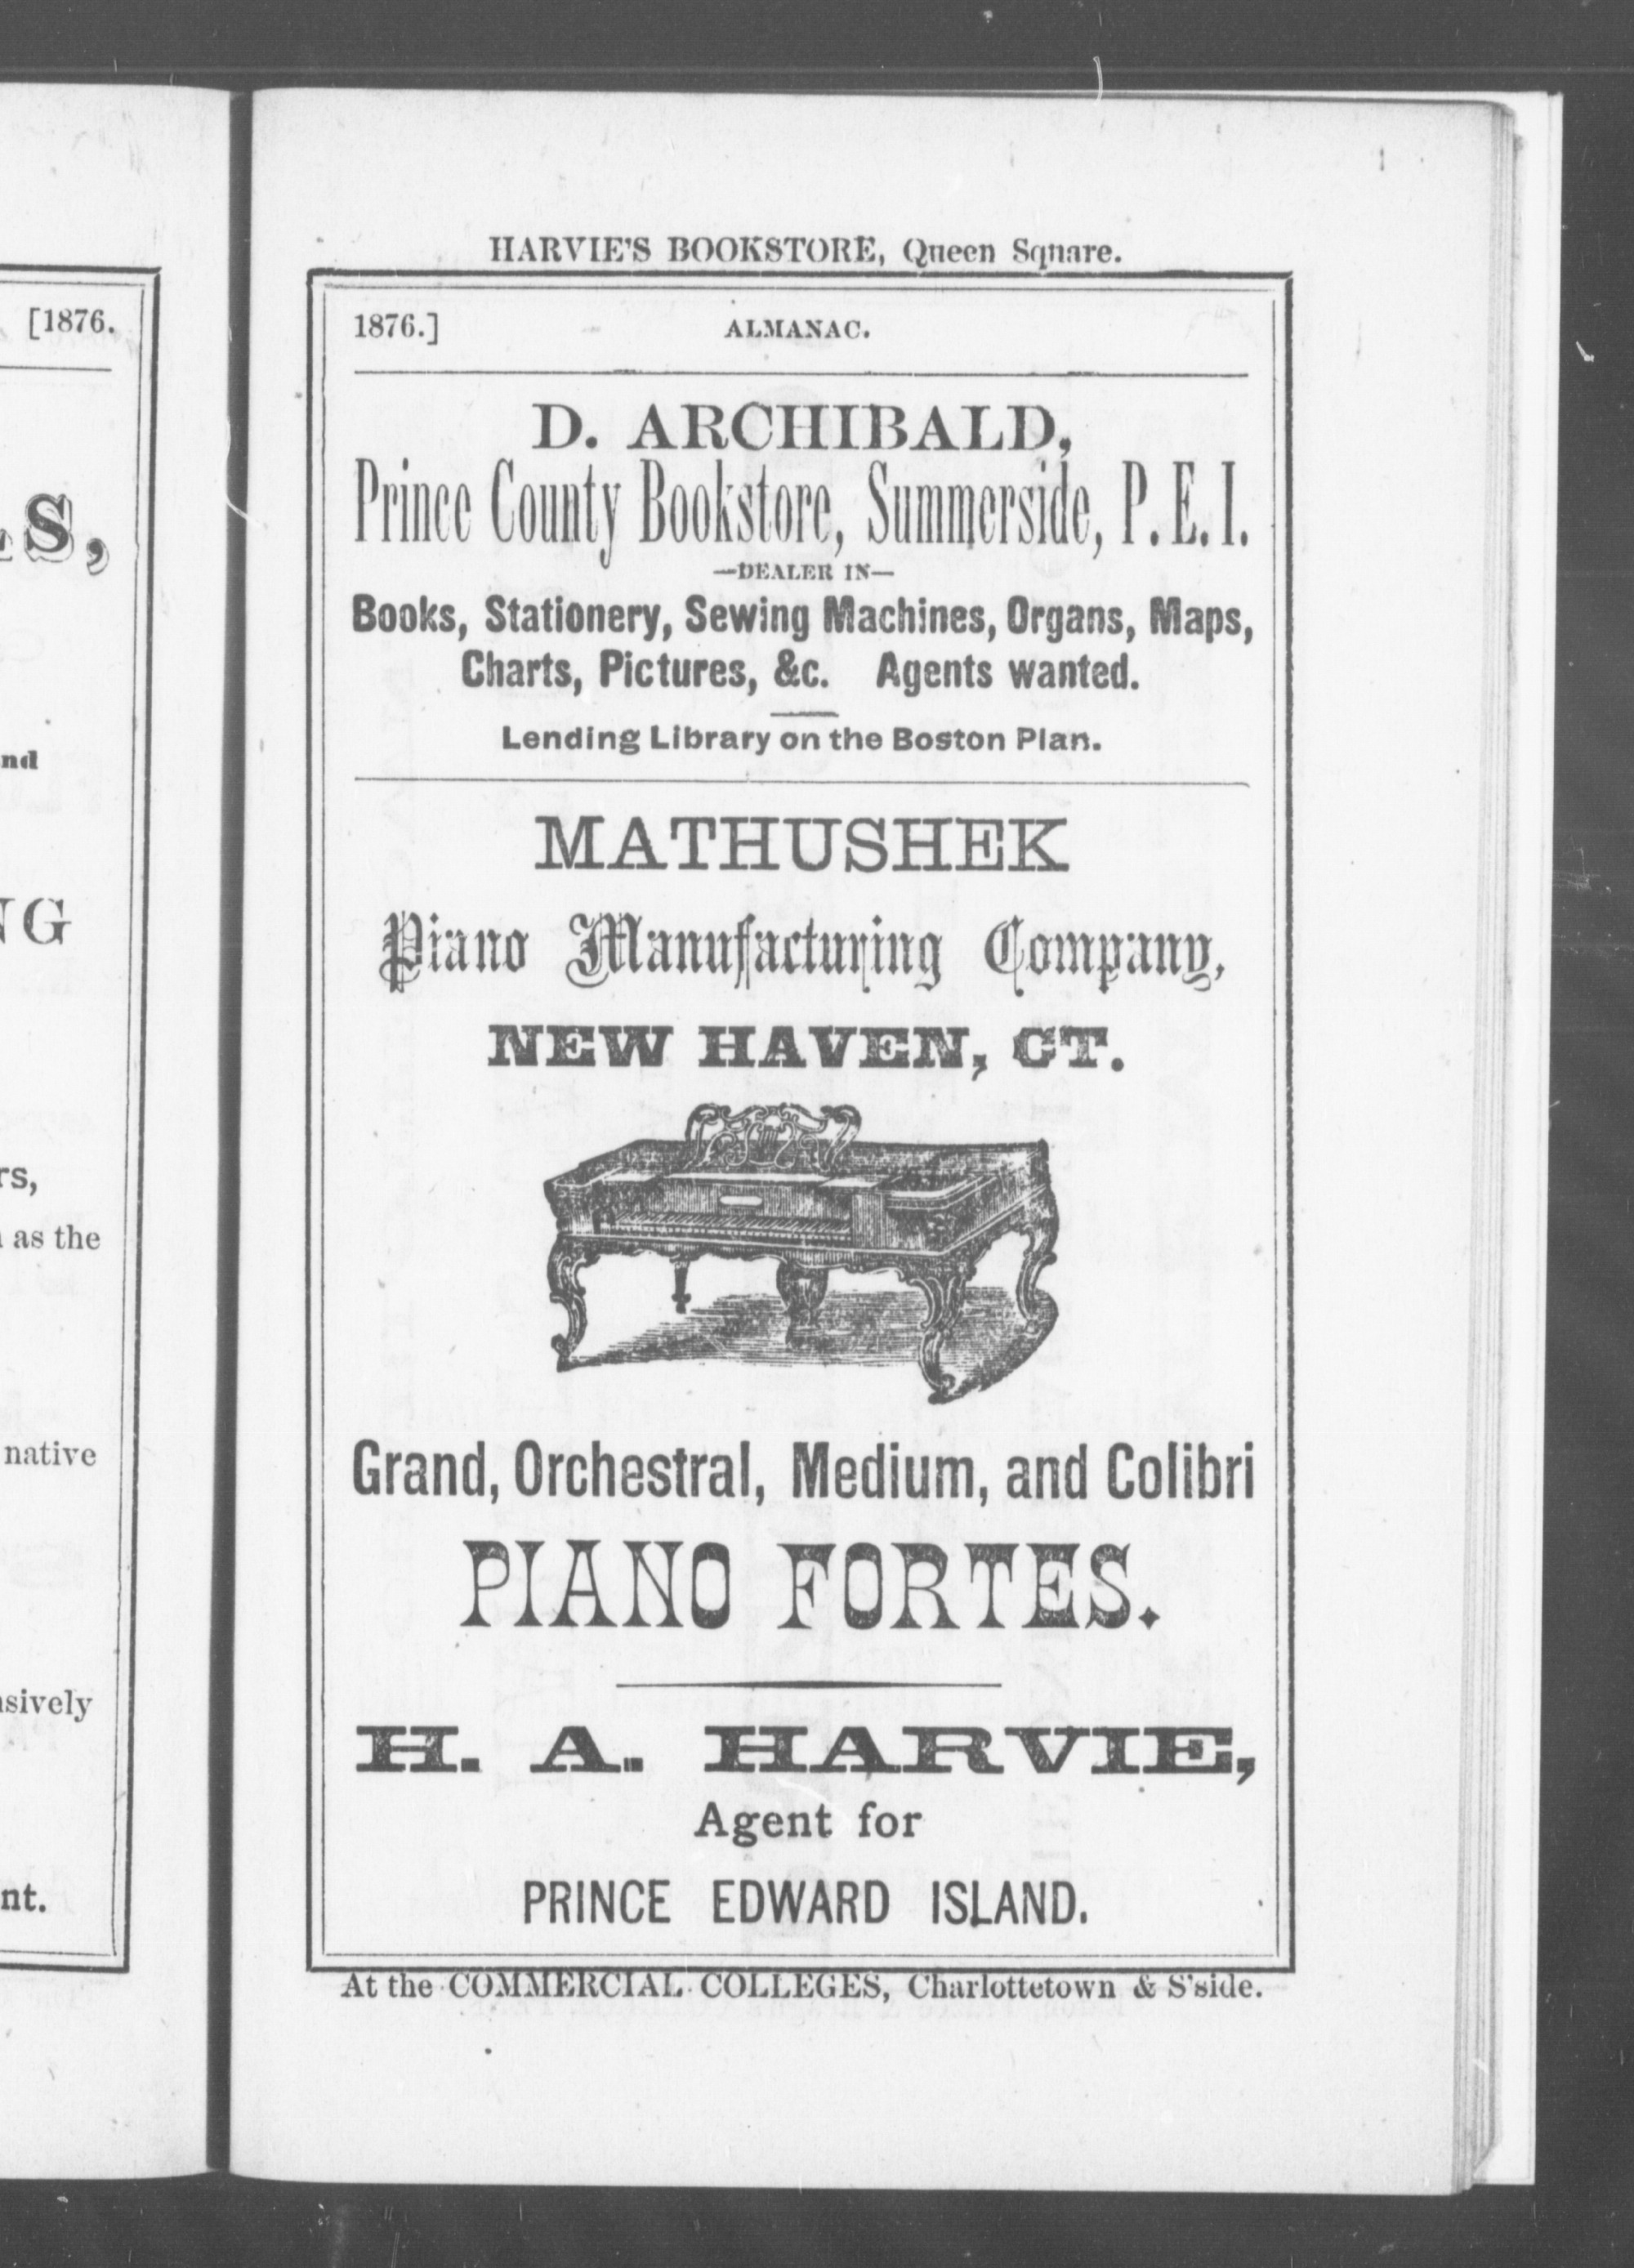 [1876.
S,
nd
NG
rs,
as the
native
sively
nt.
HARVIE'S BOOKSTORE, Queen Square.
1876.] ALMANAC.
D. ARCHIBALD,
Prince County Bookstore, Summerside, P. E. I.
—DEALER IN—
Books, Stationery, Sewing Machines, Organs, Maps,
Charts, Pictures, &c. Agents wanted.
Lending Library on the Boston Plan.
MATHUSHEK
Piano Manufacturing Company,
NEW HAVEN, CT.
Grand, Orchestral, Medium, and Colibri
PIANO FORTES.
H. A. HARVIE,
Agent for
PRINCE EDWARD ISLAND.
At the COMMERCIAL COLLEGES, Charlottetown & S'side.